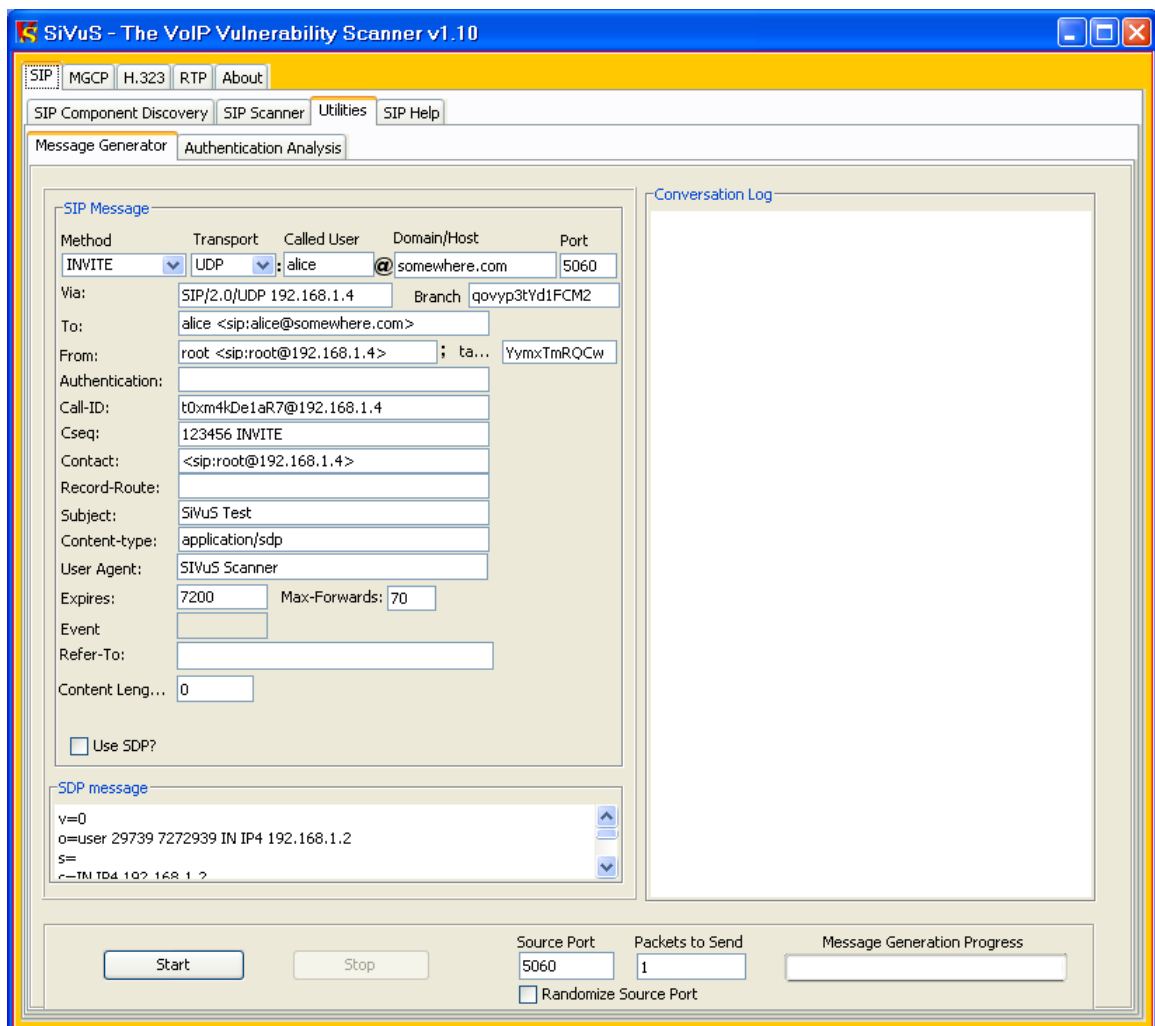 SiVuS - The VoIP Vulnerability Scanner v1.10
SIP MGCP H.323 RTP About
SIP Component Discovery SIP Scanner Utilities SIP Help
Message Generator Authentication Analysis
SIP Message
Method Transport Called User Domain/Host Port
INVITE UDP : alice @ somewhere.com 5060
Via: SIP/2.0/UDP 192.168.1.4 Branch qovyp3tYd1FCM2
To: alice <sip:alice@somewhere.com>
From: root <sip:root@192.168.1.4> ; ta... YymxTmRQCw
Authentication:
Call-ID: t0xm4kDe1aR7@192.168.1.4
Cseq: 123456 INVITE
Contact: <sip:root@192.168.1.4>
Record-Route:
Subject: SiVuS Test
Content-type: application/sdp
User Agent: SIVuS Scanner
Expires: 7200 Max-Forwards: 70
Event
Refer-To:
Content Leng... 0
Use SDP?
SDP message
v=0
o=user 29739 7272939 IN IP4 192.168.1.2
s=
c=IN IP4 192.168.1.2
Conversation Log
Start Stop
Source Port Packets to Send Message Generation Progress
5060 1
Randomize Source Port